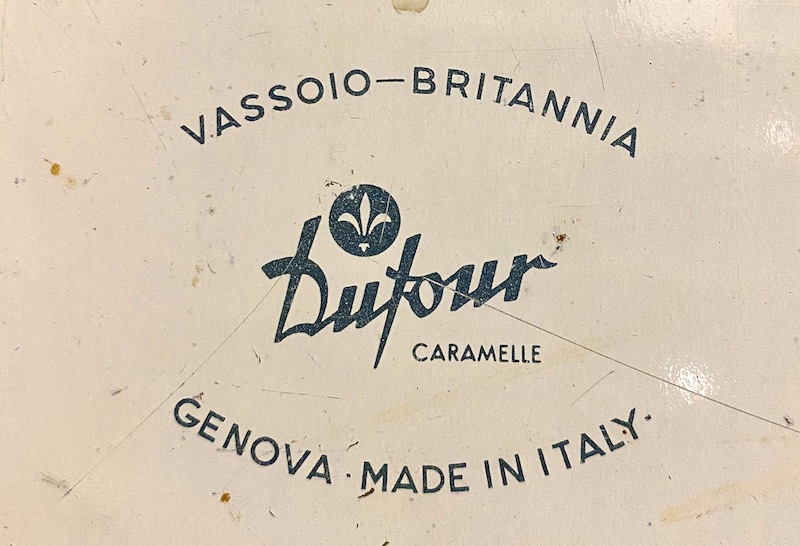 VASSOIO—BRITANNIA
Dufour
CARAMELLE
GENOVA · MADE IN ITALY·